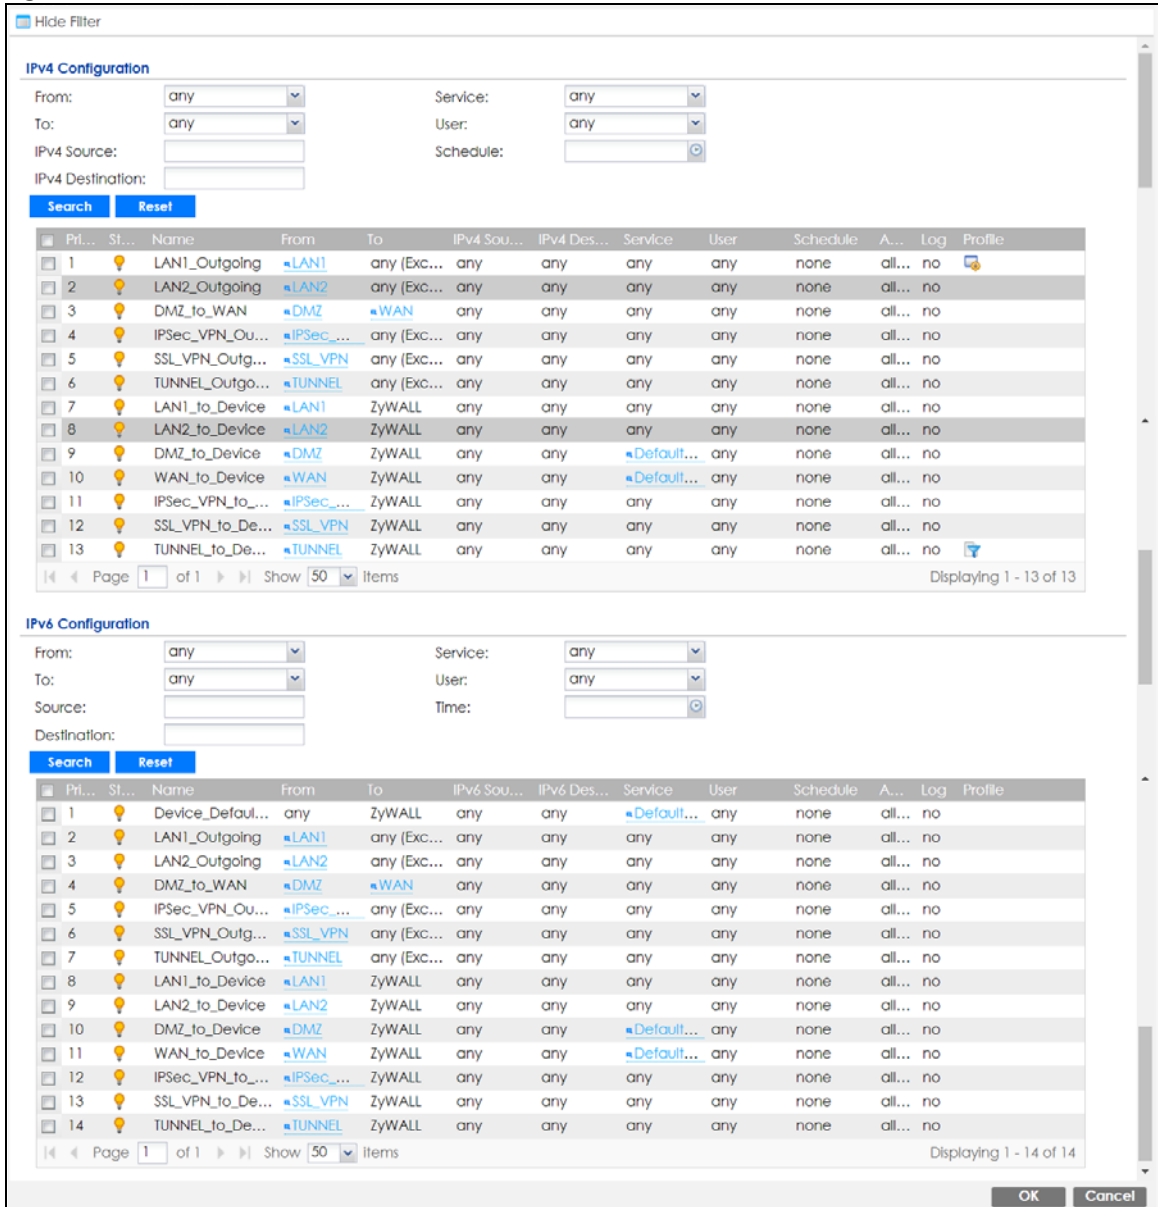 Hide Filter
IPv4 Configuration
From: any Service: any
To: any User: any
IPv4 Source: Schedule:
IPv4 Destination:
Search Reset
Pri... St... Name From To IPv4 Sou... IPv4 Des... Service User Schedule A... Log Profile
1 LAN1_Outgoing LAN1 any (Exc... any any any any none all... no
2 LAN2_Outgoing LAN2 any (Exc... any any any any none all... no
3 DMZ_to_WAN DMZ WAN any any any any none all... no
4 IPSec_VPN_Ou... IPSec_... any (Exc... any any any any none all... no
5 SSL_VPN_Outg... SSL_VPN any (Exc... any any any any none all... no
6 TUNNEL_Outgo... TUNNEL any (Exc... any any any any none all... no
7 LAN1_to_Device LAN1 ZyWALL any any any any none all... no
8 LAN2_to_Device LAN2 ZyWALL any any any any none all... no
9 DMZ_to_Device DMZ ZyWALL any any Default... any none all... no
10 WAN_to_Device WAN ZyWALL any any Default... any none all... no
11 IPSec_VPN_to_... IPSec_... ZyWALL any any any any none all... no
12 SSL_VPN_to_De... SSL_VPN ZyWALL any any any any none all... no
13 TUNNEL_to_De... TUNNEL ZyWALL any any any any none all... no
Page 1 of 1 Show 50 items Displaying 1 - 13 of 13
IPv6 Configuration
From: any Service: any
To: any User: any
Source: Time:
Destination:
Search Reset
Pri... St... Name From To IPv6 Sou... IPv6 Des... Service User Schedule A... Log Profile
1 Device_Defaul... any ZyWALL any any Default... any none all... no
2 LAN1_Outgoing LAN1 any (Exc... any any any any none all... no
3 LAN2_Outgoing LAN2 any (Exc... any any any any none all... no
4 DMZ_to_WAN DMZ WAN any any any any none all... no
5 IPSec_VPN_Ou... IPSec_... any (Exc... any any any any none all... no
6 SSL_VPN_Outg... SSL_VPN any (Exc... any any any any none all... no
7 TUNNEL_Outgo... TUNNEL any (Exc... any any any any none all... no
8 LAN1_to_Device LAN1 ZyWALL any any any any none all... no
9 LAN2_to_Device LAN2 ZyWALL any any any any none all... no
10 DMZ_to_Device DMZ ZyWALL any any Default... any none all... no
11 WAN_to_Device WAN ZyWALL any any Default... any none all... no
12 IPSec_VPN_to_... IPSec_... ZyWALL any any any any none all... no
13 SSL_VPN_to_De... SSL_VPN ZyWALL any any any any none all... no
14 TUNNEL_to_De... TUNNEL ZyWALL any any any any none all... no
Page 1 of 1 Show 50 items Displaying 1 - 14 of 14
OK Cancel